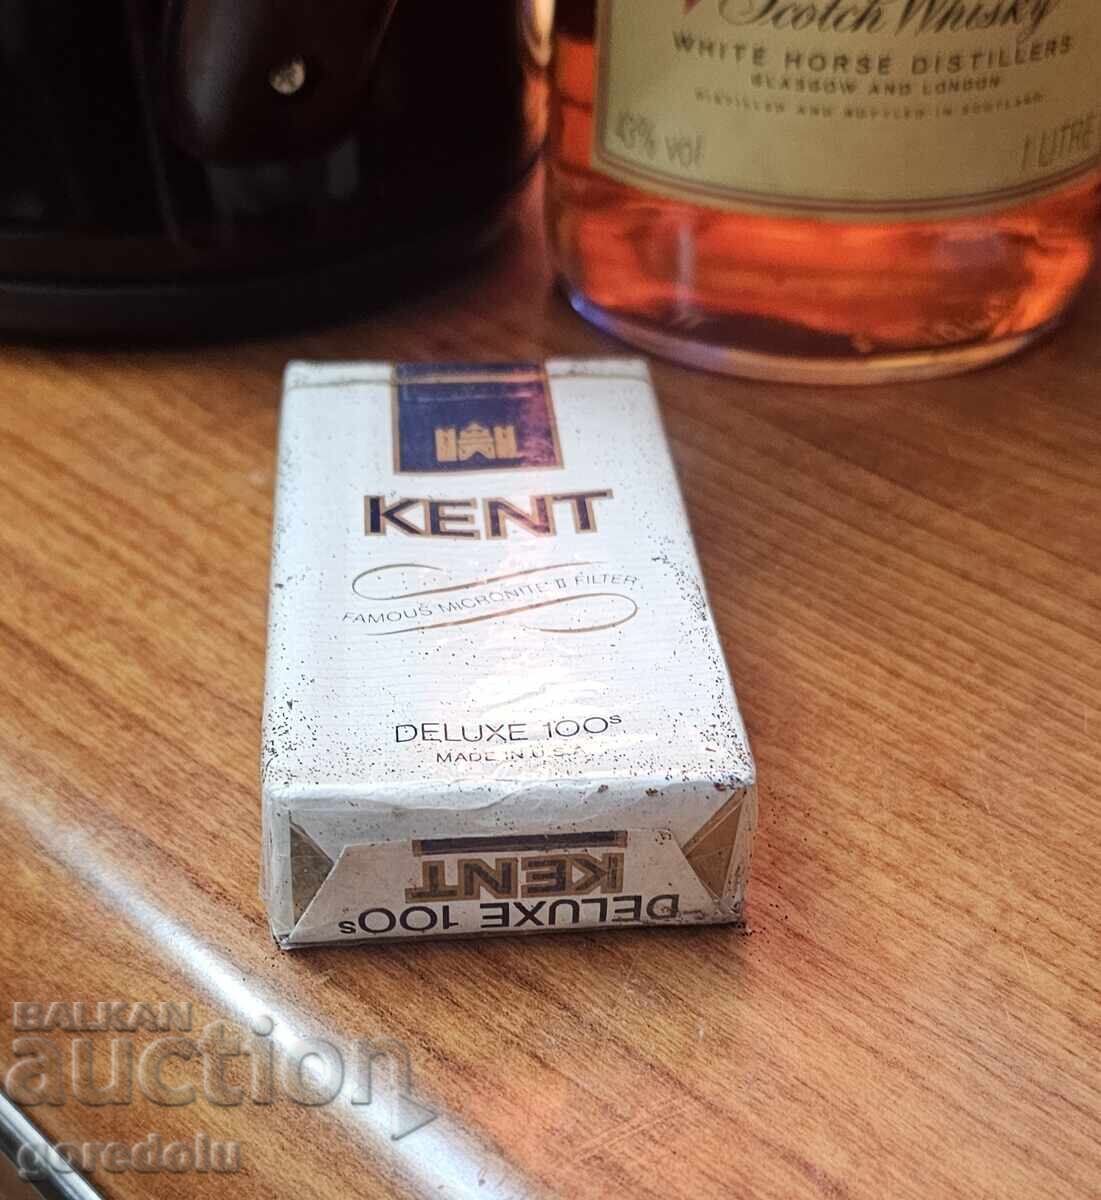 Scotch Whisky
WHITE HORSE DISTILLERS
GLASGOW AND LONDON
DISTILLED AND BOTTLED IN SCOTLAND
43% vol
1 LITRE
KENT
FAMOUS MICRONITE II FILTER
DELUXE 100s
MADE IN U.S.A.
KENT
DELUXE 100s
BALKAN
auction
goredolu